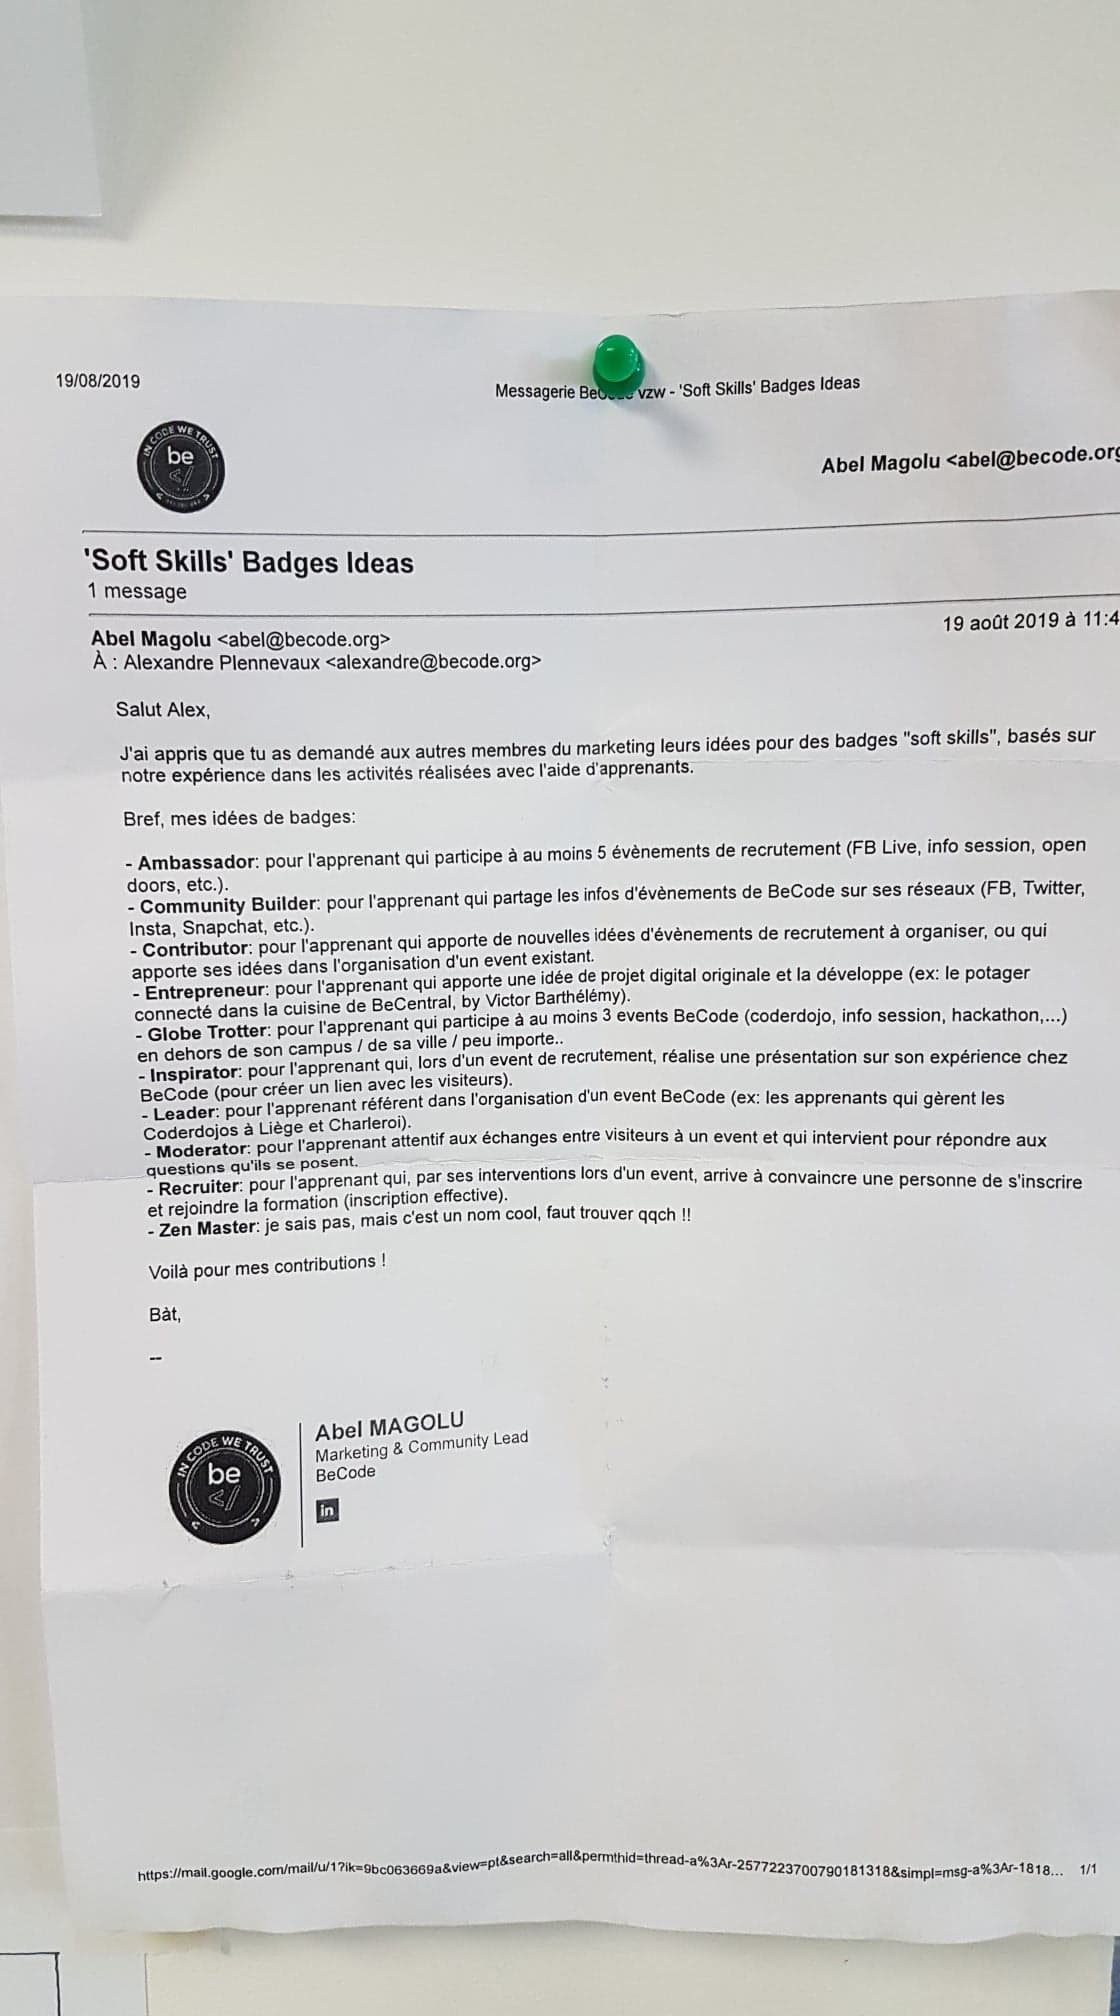 19/08/2019
Messagerie vzw - 'Soft Skills' Badges Ideas
IN CODE WE TRUST
be
</
Abel Magolu <abel@becode.org
'Soft Skills' Badges Ideas
1 message
Abel Magolu <abel@becode.org>
19 août 2019 à 11:4
À : Alexandre Plennevaux <alexandre@becode.org>
Salut Alex,
J'ai appris que tu as demandé aux autres membres du marketing leurs idées pour des badges "soft skills", basés sur
notre expérience dans les activités réalisées avec l'aide d'apprenants.
Bref, mes idées de badges:
- Ambassador: pour l'apprenant qui participe à au moins 5 évènements de recrutement (FB Live, info session, open
doors, etc.).
- Community Builder: pour l'apprenant qui partage les infos d'évènements de BeCode sur ses réseaux (FB, Twitter,
Insta, Snapchat, etc.).
- Contributor: pour l'apprenant qui apporte de nouvelles idées d'évènements de recrutement à organiser, ou qui
apporte ses idées dans l'organisation d'un event existant.
- Entrepreneur: pour l'apprenant qui apporte une idée de projet digital originale et la développe (ex: le potager
connecté dans la cuisine de BeCentral, by Victor Barthélémy).
- Globe Trotter: pour l'apprenant qui participe à au moins 3 events BeCode (coderdojo, info session, hackathon,...)
en dehors de son campus / de sa ville / peu importe..
- Inspirator: pour l'apprenant qui, lors d'un event de recrutement, réalise une présentation sur son expérience chez
BeCode (pour créer un lien avec les visiteurs).
- Leader: pour l'apprenant référent dans l'organisation d'un event BeCode (ex: les apprenants qui gèrent les
Coderdojos à Liège et Charleroi).
- Moderator: pour l'apprenant attentif aux échanges entre visiteurs à un event et qui intervient pour répondre aux
questions qu'ils se posent.
- Recruiter: pour l'apprenant qui, par ses interventions lors d'un event, arrive à convaincre une personne de s'inscrire
et rejoindre la formation (inscription effective).
- Zen Master: je sais pas, mais c'est un nom cool, faut trouver qqch !!
Voilà pour mes contributions !
Bàt,
--
IN CODE WE TRUST
be
</
Abel MAGOLU
Marketing & Community Lead
BeCode
in
https://mail.google.com/mail/u/1?ik=9bc063669a&view=pt&search=all&permthid=thread-a%3Ar-2577223700790181318&simpl=msg-a%3Ar-1818... 1/1